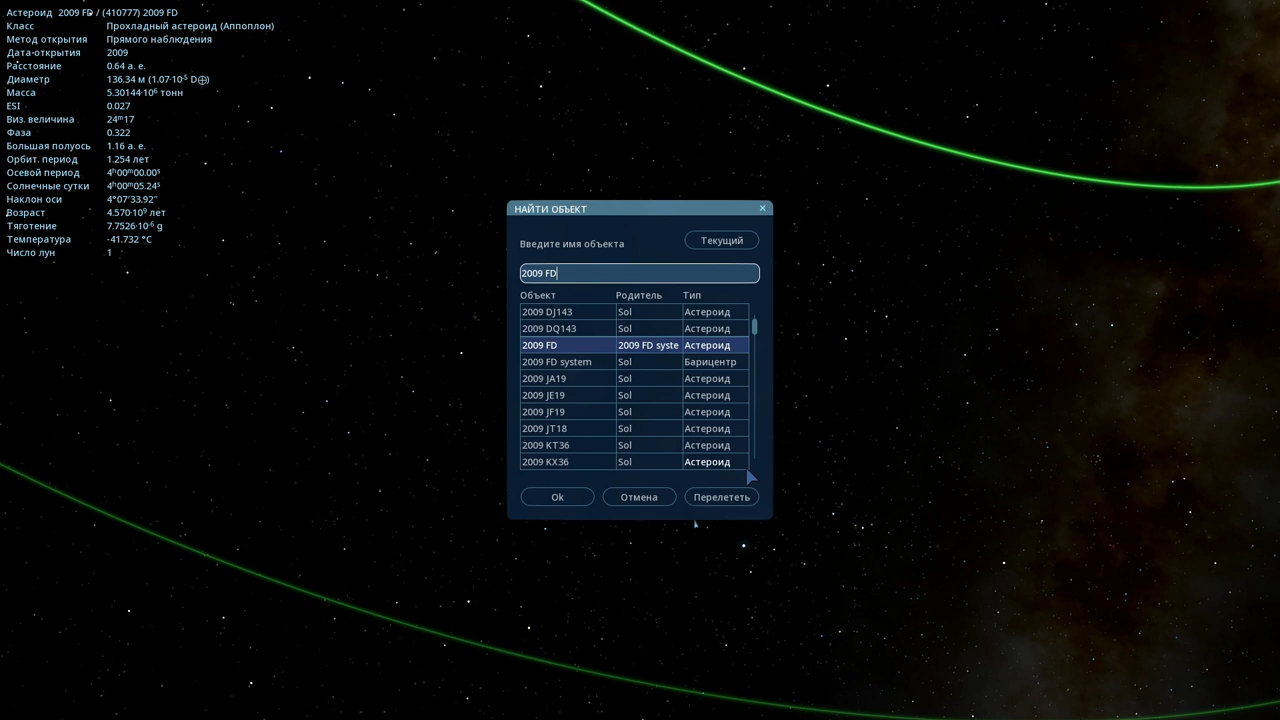 Астероид 2009 FD / (410777) 2009 FD
Класс Прохладный астероид (Апполон)
Метод открытия Прямого наблюдения
Дата открытия 2009
Расстояние 0.64 а. е.
Диаметр 136.34 м (1.07·10⁻⁵ D⊕)
Масса 5.30144·10⁶ тонн
ESI 0.027
Виз. величина 24ᵐ17
Фаза 0.322
Большая полуось 1.16 а. е.
Орбит. период 1.254 лет
Осевой период 4ʰ00ᵐ00.00ˢ
Солнечные сутки 4ʰ00ᵐ05.24ˢ
Наклон оси 4°07′33.92″
Возраст 4.570·10⁹ лет
Тяготение 7.7526·10⁻⁶ g
Температура -41.732 °C
Число лун 1
НАЙТИ ОБЪЕКТ ×
Введите имя объекта Текущий
2009 FD
Объект Родитель Тип
2009 DJ143 Sol Астероид
2009 DQ143 Sol Астероид
2009 FD 2009 FD syste Астероид
2009 FD system Sol Барицентр
2009 JA19 Sol Астероид
2009 JE19 Sol Астероид
2009 JF19 Sol Астероид
2009 JT18 Sol Астероид
2009 KT36 Sol Астероид
2009 KX36 Sol Астероид
Ok Отмена Перелететь